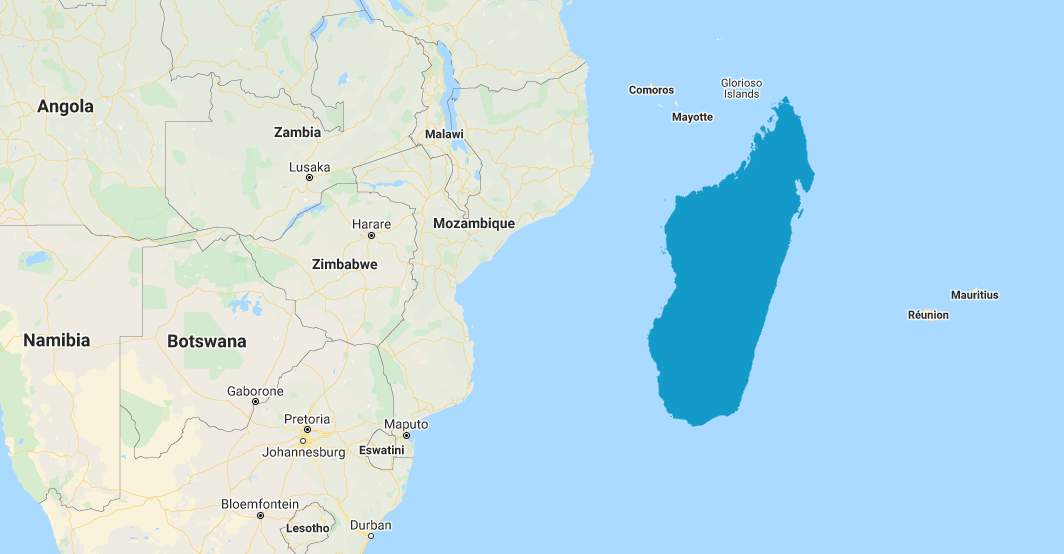 Comoros
Glorioso
Islands
Angola
Mayotte
Zambia
Malawi
Lusaka
Harare
Mozambique
Zimbabwe
Mauritius
Réunion
Namibia
Botswana
Gaborone
Pretoria
Maputo
Johannesburg
Eswatini
Bloemfontein
Lesotho
Durban